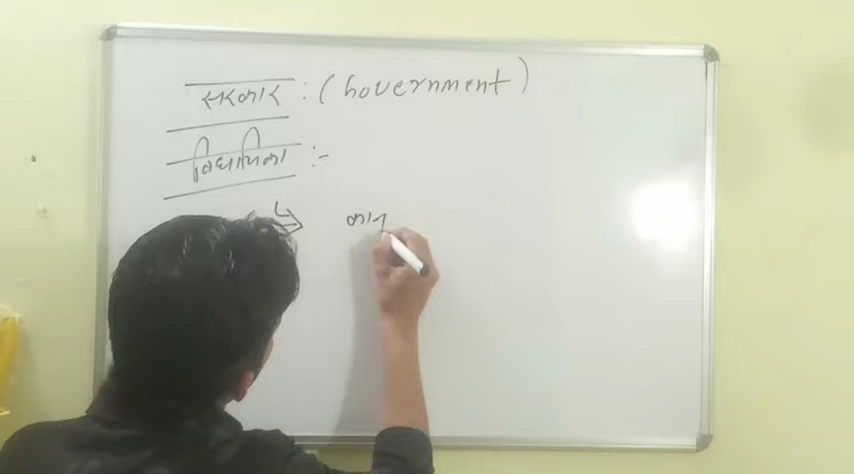 सरकार : (Government)
विधायिका :-